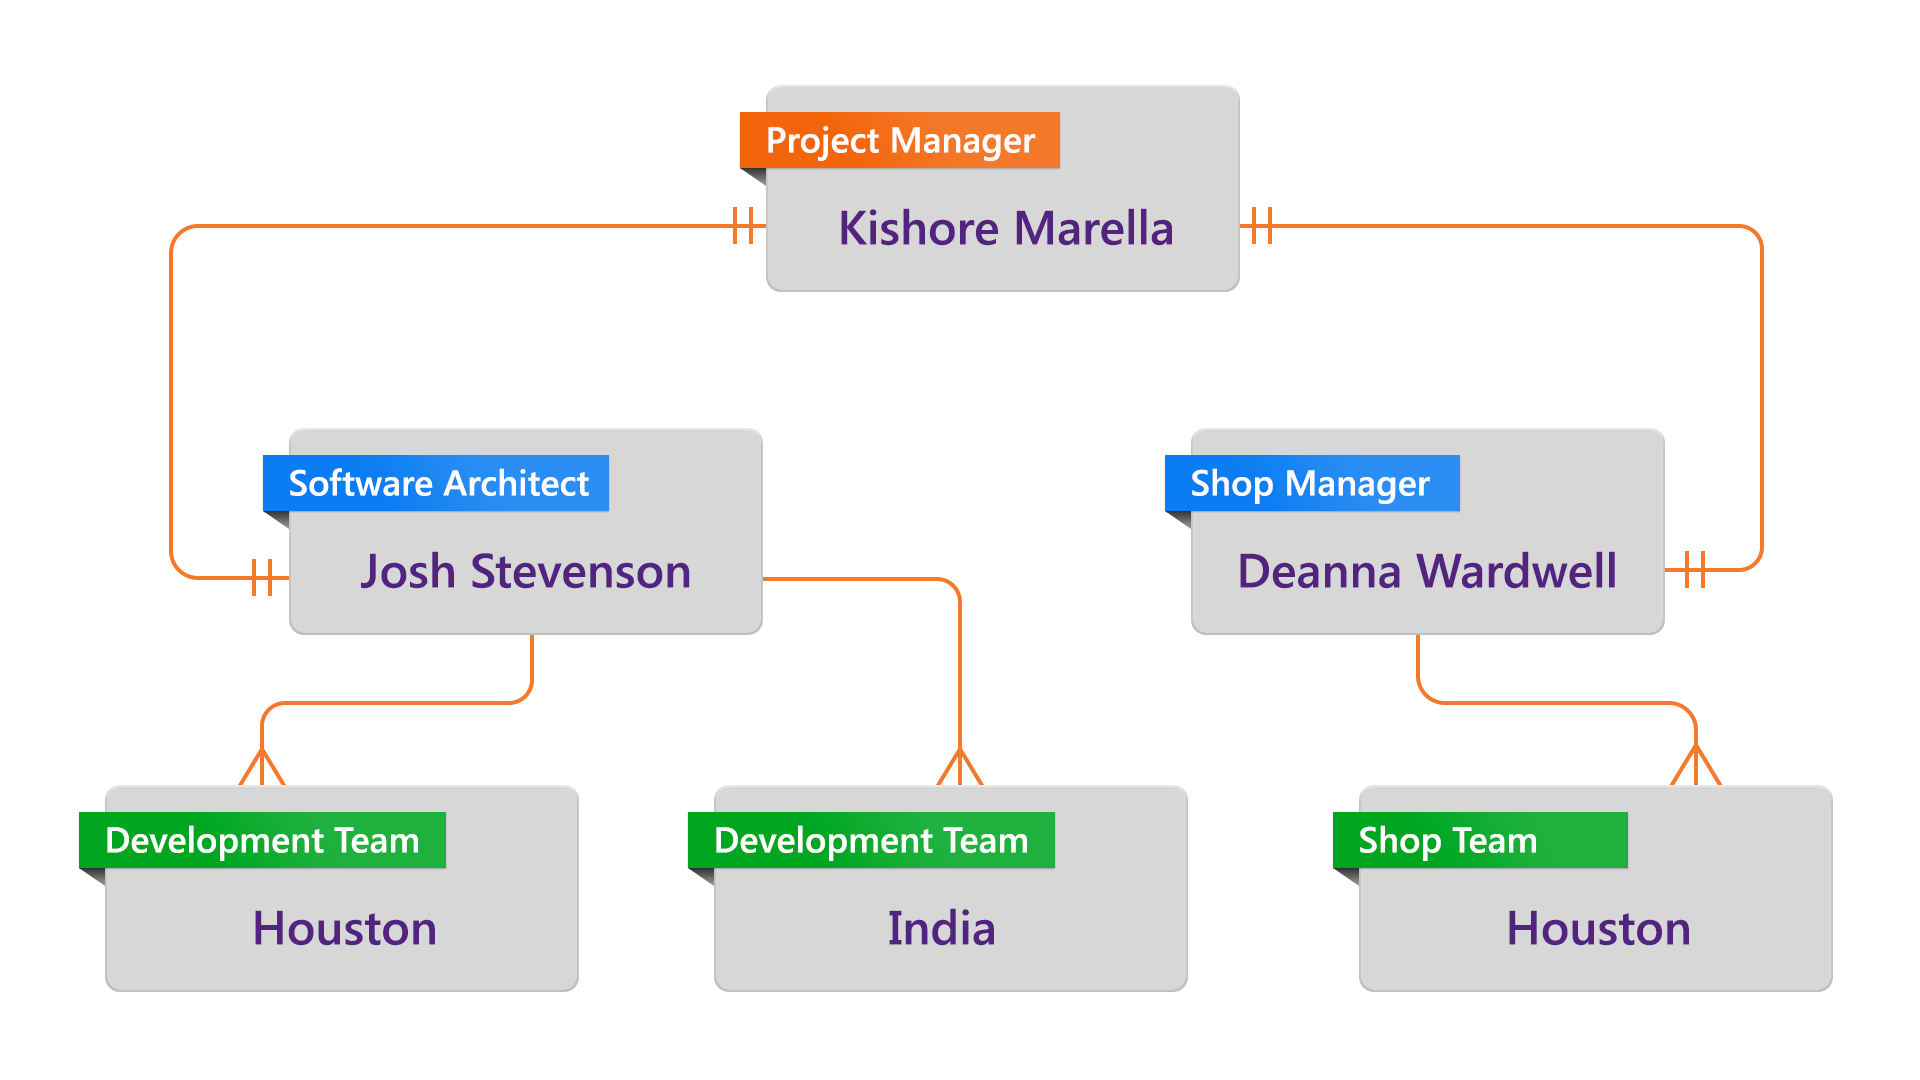 Project Manager
Kishore Marella
Software Architect
Josh Stevenson
Shop Manager
Deanna Wardwell
Development Team
Houston
Development Team
India
Shop Team
Houston